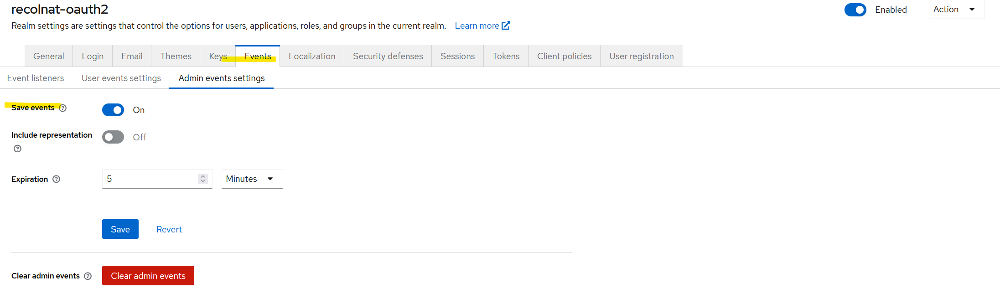 recolnat-oauth2
Enabled
Action
Realm settings are settings that control the options for users, applications, roles, and groups in the current realm. Learn more
General Login Email Themes Keys Events Localization Security defenses Sessions Tokens Client policies User registration
Event listeners User events settings Admin events settings
Save events On
Include representation Off
Expiration 5 Minutes
Save Revert
Clear admin events Clear admin events